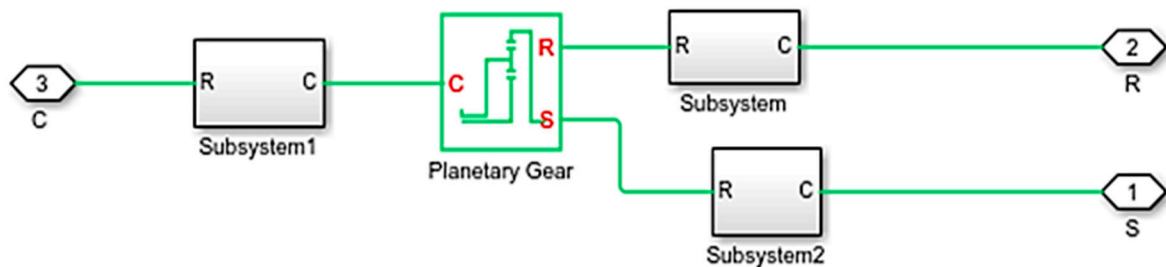 3
C
R C
Subsystem1
C R S
Planetary Gear
R C
Subsystem
R C
Subsystem2
2
R
1
S